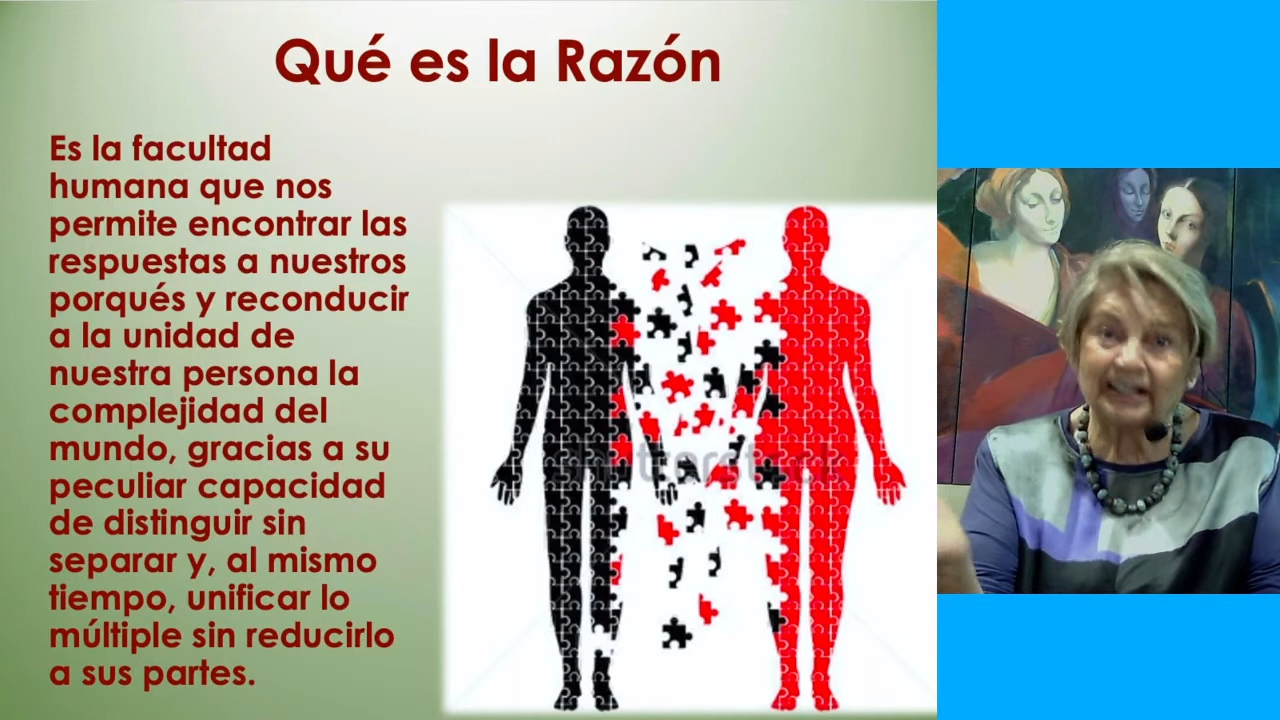 Qué es la Razón
Es la facultad
humana que nos
permite encontrar las
respuestas a nuestros
porqués y reconducir
a la unidad de
nuestra persona la
complejidad del
mundo, gracias a su
peculiar capacidad
de distinguir sin
separar y, al mismo
tiempo, unificar lo
múltiple sin reducirlo
a sus partes.